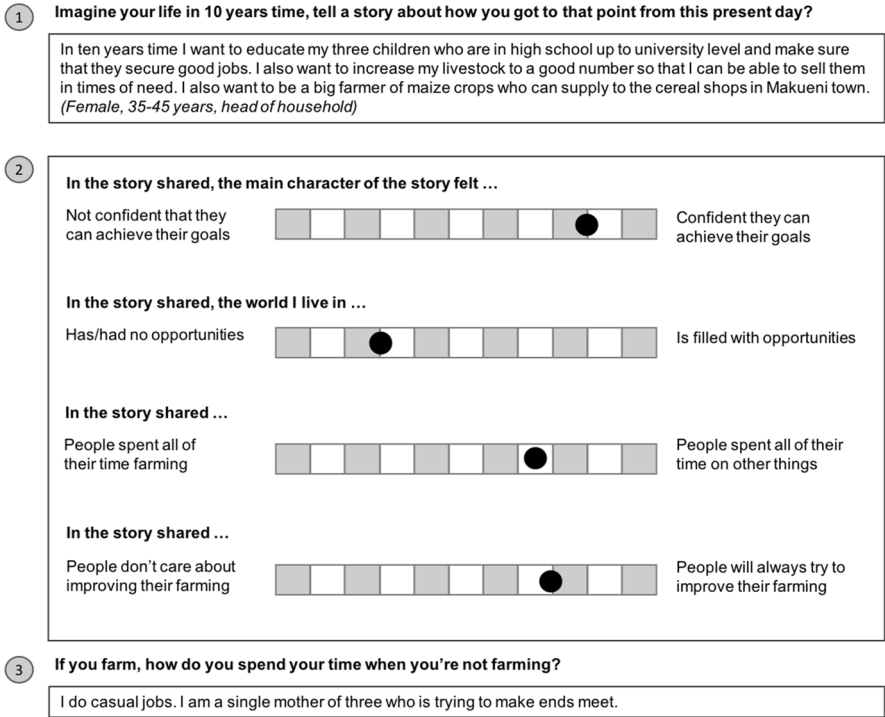 1
Imagine your life in 10 years time, tell a story about how you got to that point from this present day?
In ten years time I want to educate my three children who are in high school up to university level and make sure
that they secure good jobs. I also want to increase my livestock to a good number so that I can be able to sell them
in times of need. I also want to be a big farmer of maize crops who can supply to the cereal shops in Makueni town.
(Female, 35-45 years, head of household)
2
In the story shared, the main character of the story felt …
Not confident that they
can achieve their goals
Confident they can
achieve their goals
In the story shared, the world I live in …
Has/had no opportunities
Is filled with opportunities
In the story shared …
People spent all of
their time farming
People spent all of their
time on other things
In the story shared …
People don't care about
improving their farming
People will always try to
improve their farming
3
If you farm, how do you spend your time when you're not farming?
I do casual jobs. I am a single mother of three who is trying to make ends meet.